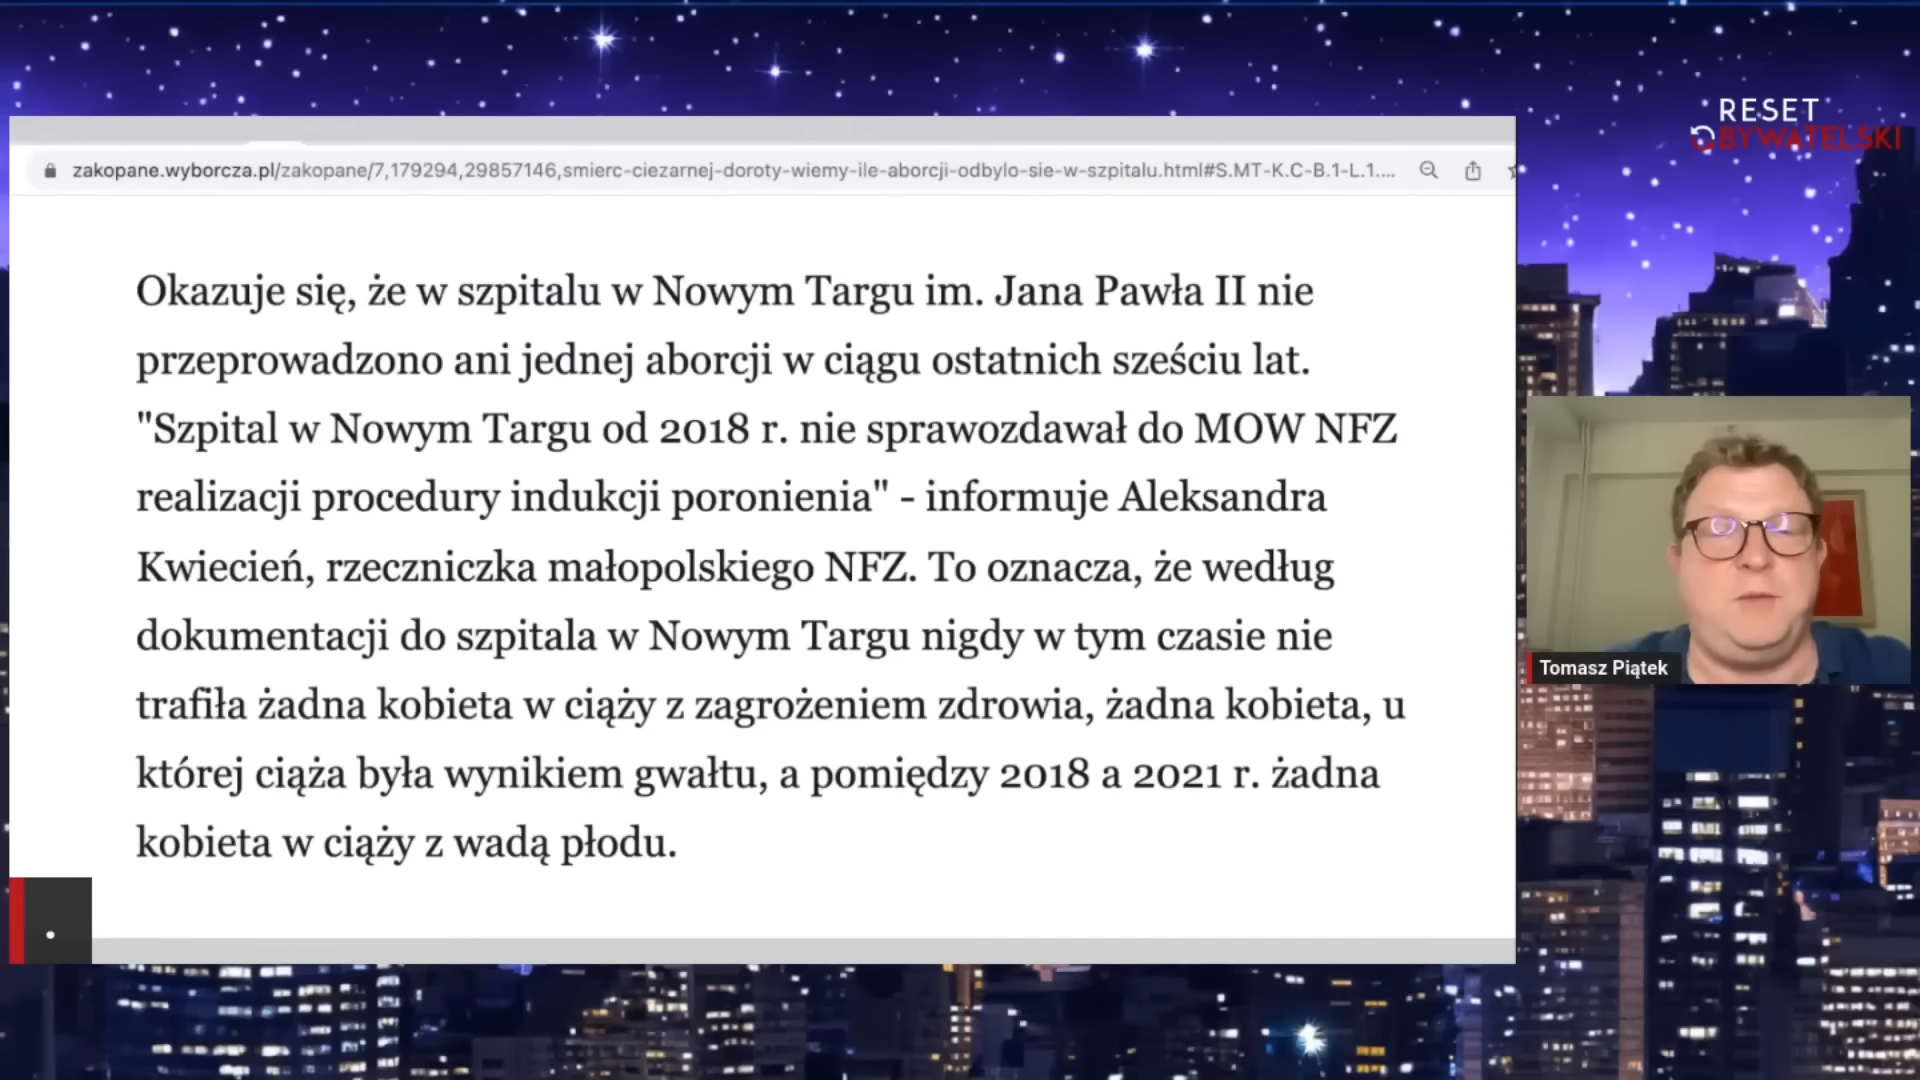 RESET
OBYWATELSKI
zakopane.wyborcza.pl/zakopane/7,179294,29857146,smierc-ciezarnej-doroty-wiemy-ile-aborcji-odbylo-sie-w-szpitalu.html#S.MT-K.C-B.1-L.1....
Okazuje się, że w szpitalu w Nowym Targu im. Jana Pawła II nie
przeprowadzono ani jednej aborcji w ciągu ostatnich sześciu lat.
"Szpital w Nowym Targu od 2018 r. nie sprawozdawał do MOW NFZ
realizacji procedury indukcji poronienia" - informuje Aleksandra
Kwiecień, rzeczniczka małopolskiego NFZ. To oznacza, że według
dokumentacji do szpitala w Nowym Targu nigdy w tym czasie nie
trafiła żadna kobieta w ciąży z zagrożeniem zdrowia, żadna kobieta, u
której ciąża była wynikiem gwałtu, a pomiędzy 2018 a 2021 r. żadna
kobieta w ciąży z wadą płodu.
Tomasz Piątek